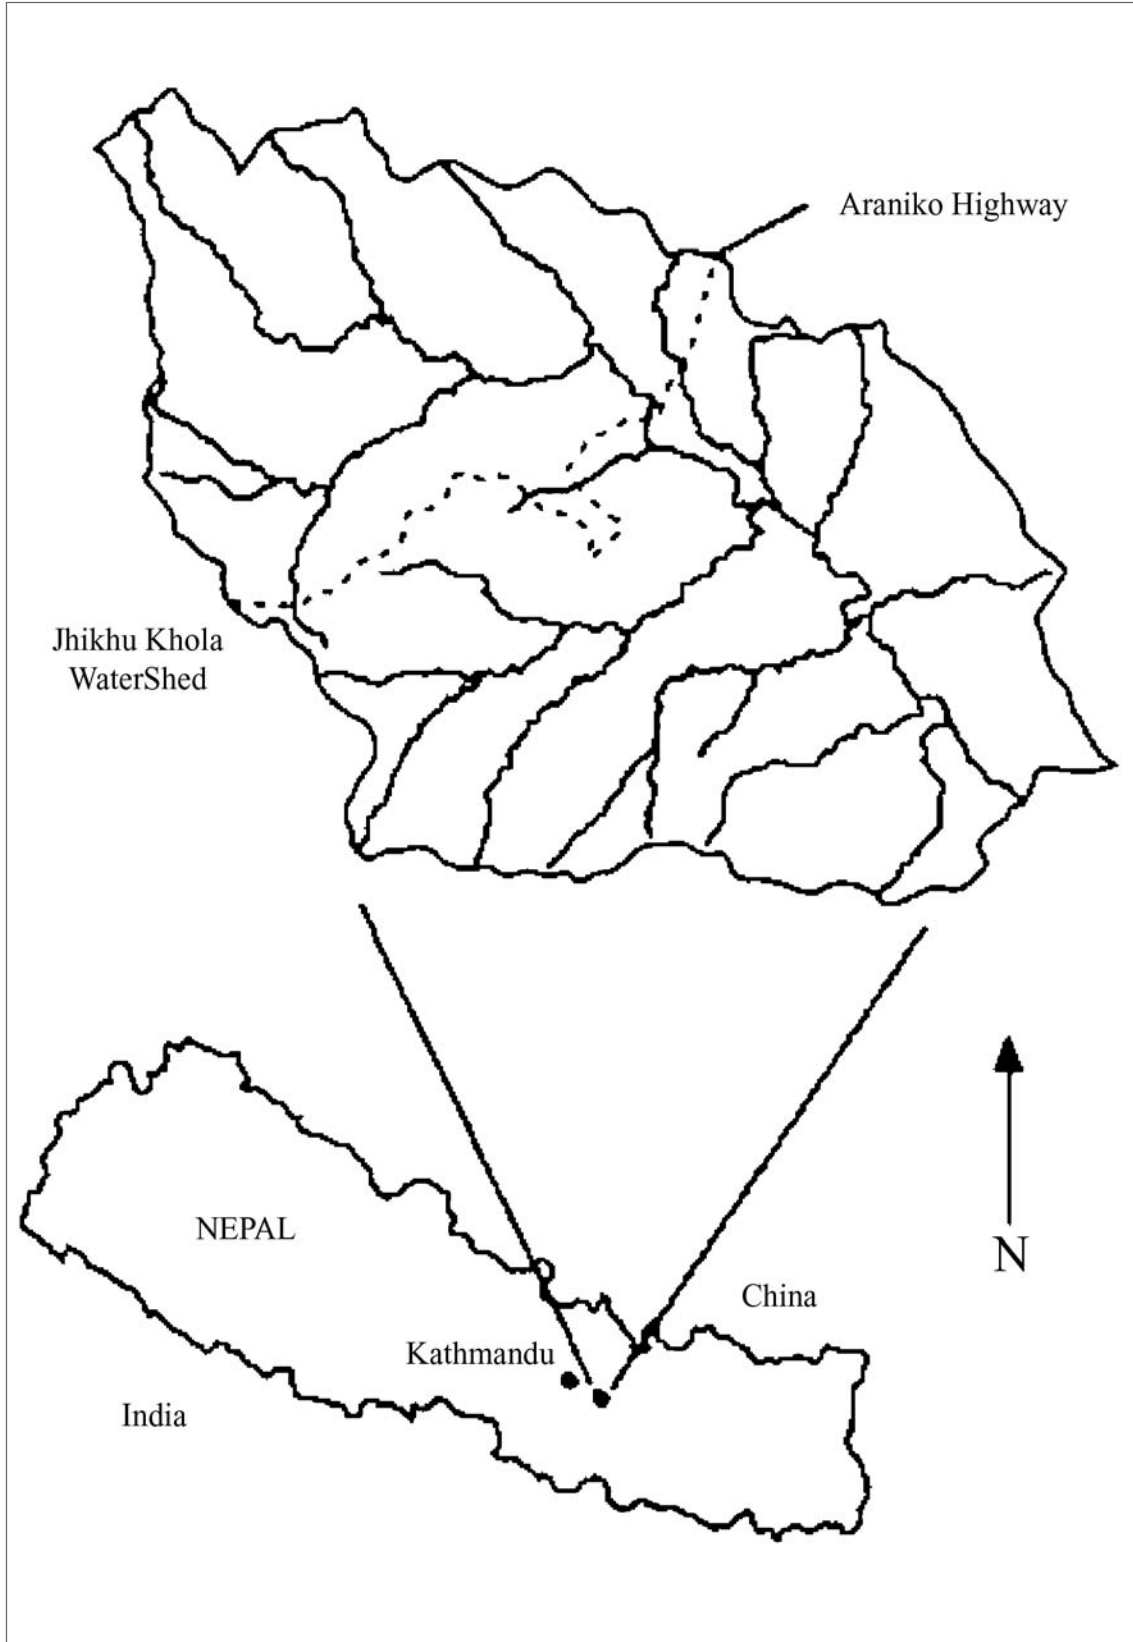 Araniko Highway
Jhikhu Khola
WaterShed
NEPAL
N
China
Kathmandu
India